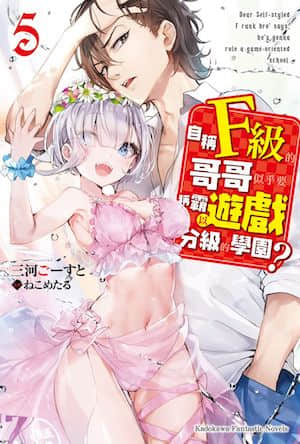 5
Dear Self-styled
F rank bro' says,
he's gonna
rule a game-oriented
school.
自稱F級的
哥哥似乎要
稱霸以遊戲
分級的學園?
三河ごーすと
ねこめたる
Kadokawa Fantastic Novels